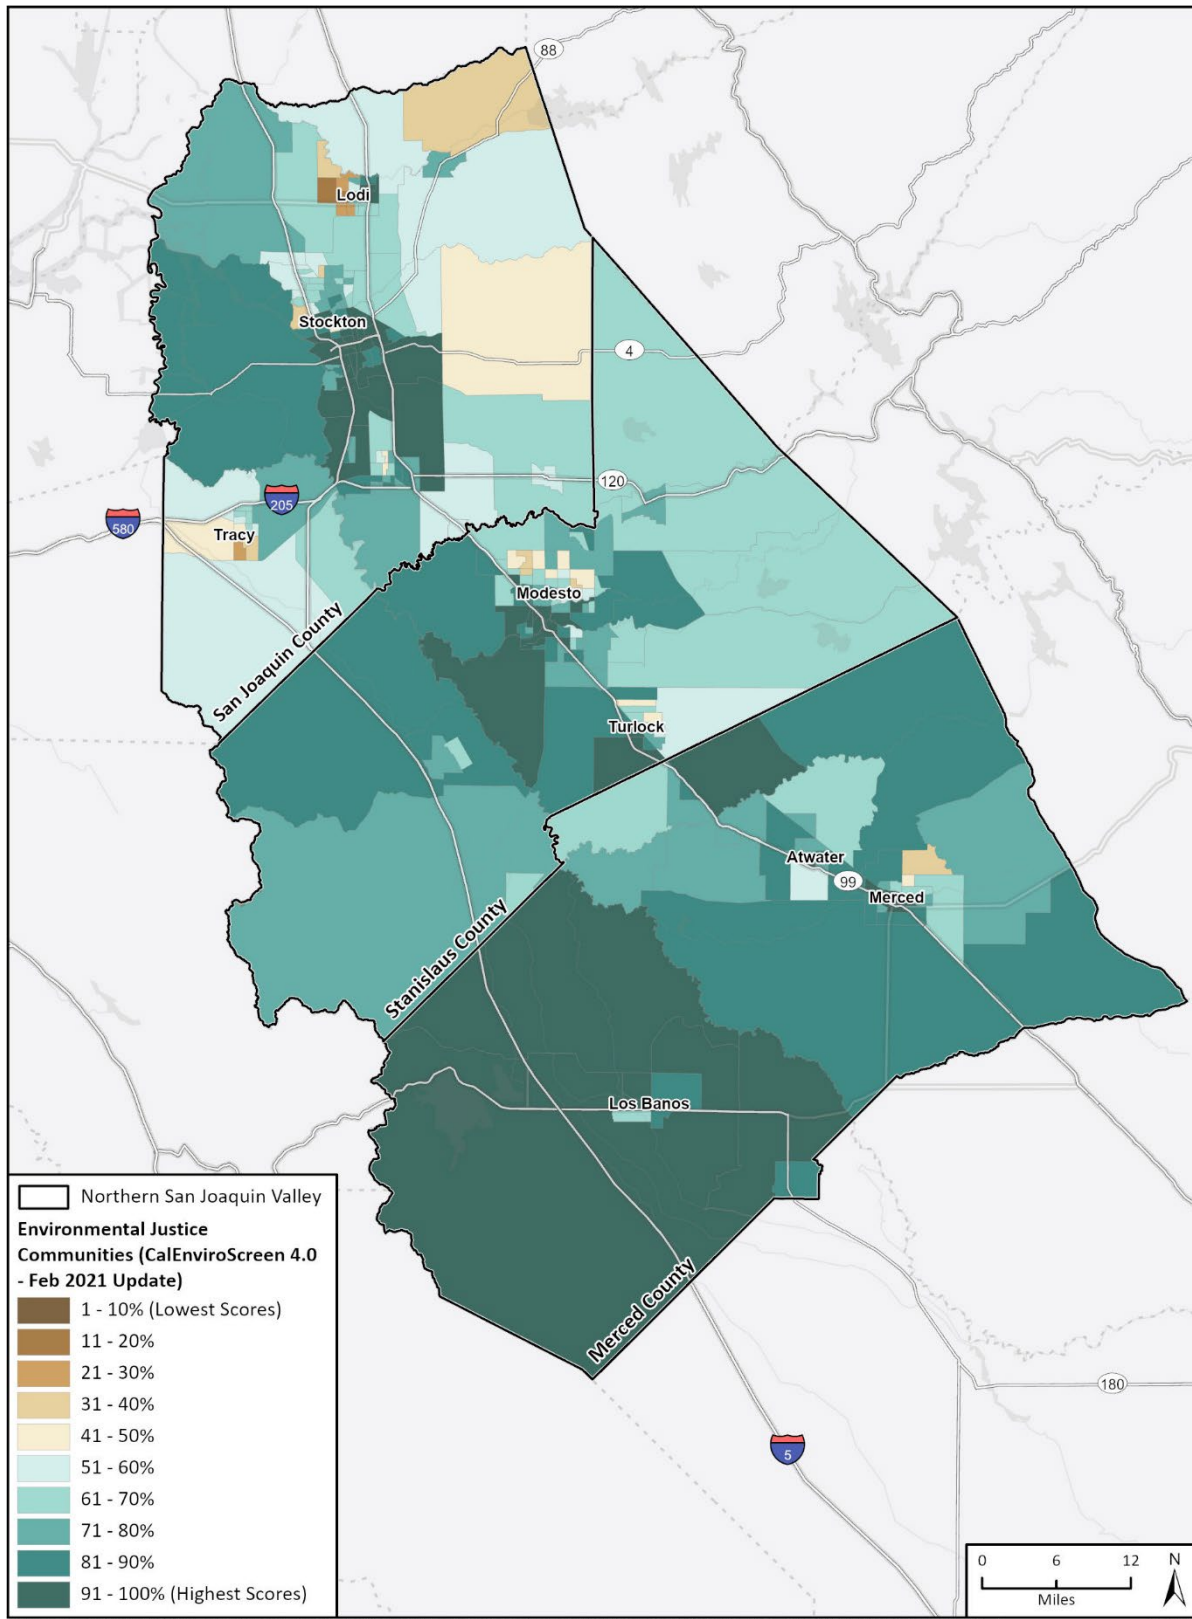 88
Lodi
Stockton
4
120
205
580
Tracy
Modesto
San Joaquin County
Turlock
Atwater
99
Merced
Stanislaus County
Los Banos
Merced County
180
5
Northern San Joaquin Valley
Environmental Justice
Communities (CalEnviroScreen 4.0
- Feb 2021 Update)
1 - 10% (Lowest Scores)
11 - 20%
21 - 30%
31 - 40%
41 - 50%
51 - 60%
61 - 70%
71 - 80%
81 - 90%
91 - 100% (Highest Scores)
0 6 12 N
Miles